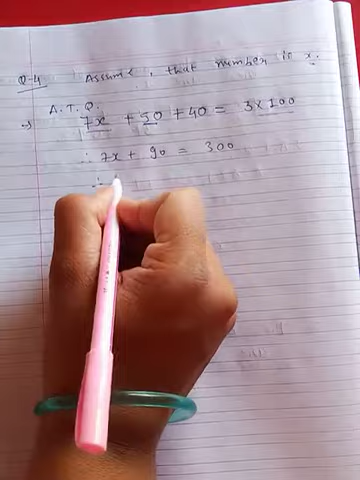 Q-4 Assume, that number is x.
A.T.Q.
→ 7x + 50 + 40 = 3 × 100
∴ 7x + 90 = 300
∴